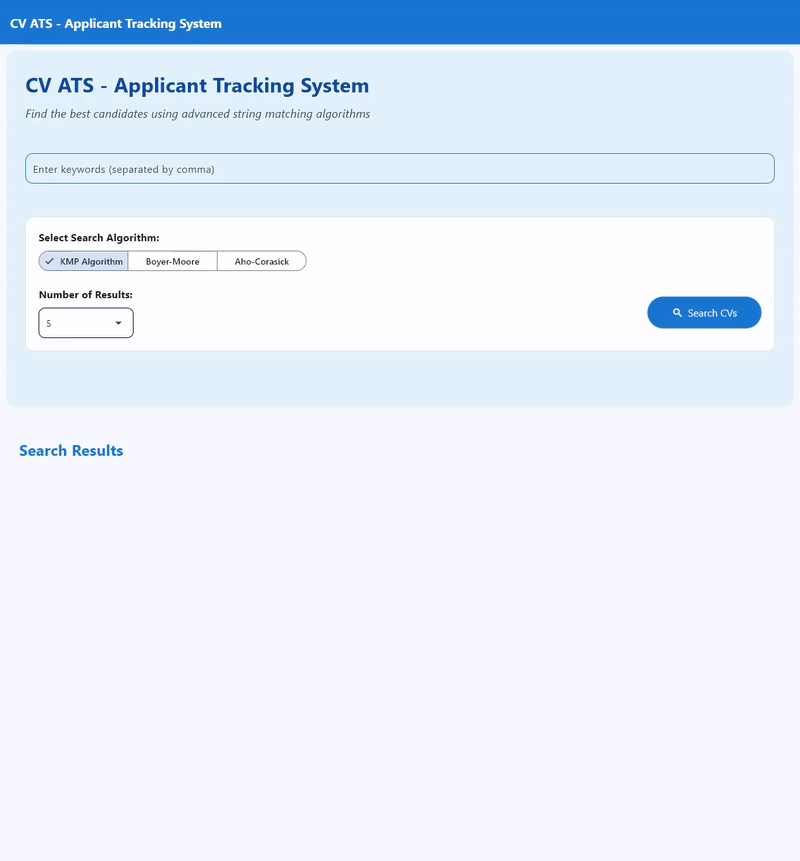 CV ATS - Applicant Tracking System
CV ATS - Applicant Tracking System
Find the best candidates using advanced string matching algorithms
Enter keywords (separated by comma)
Select Search Algorithm:
KMP Algorithm Boyer-Moore Aho-Corasick
Number of Results:
5
Search CVs
Search Results